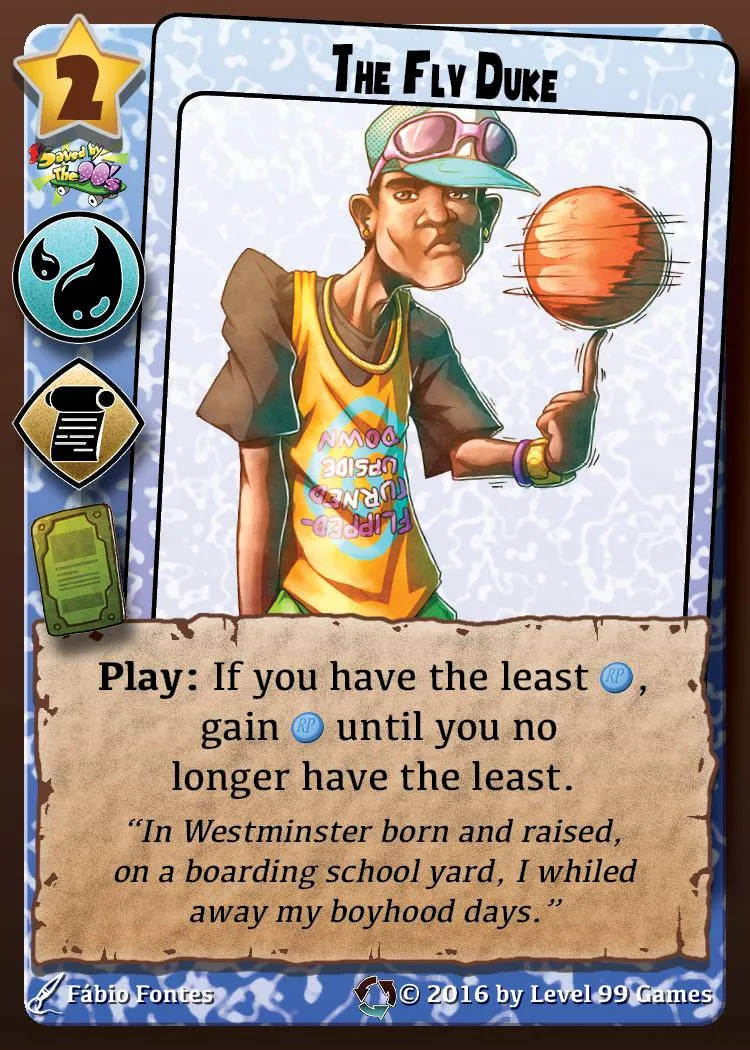 2
Saved by
The 90's
The Fly Duke
FLIPPED-
TURNED
UPSIDE
DOWN
Play: If you have the least RP,
gain RP until you no
longer have the least.
“In Westminster born and raised,
on a boarding school yard, I whiled
away my boyhood days.”
Fábio Fontes
© 2016 by Level 99 Games